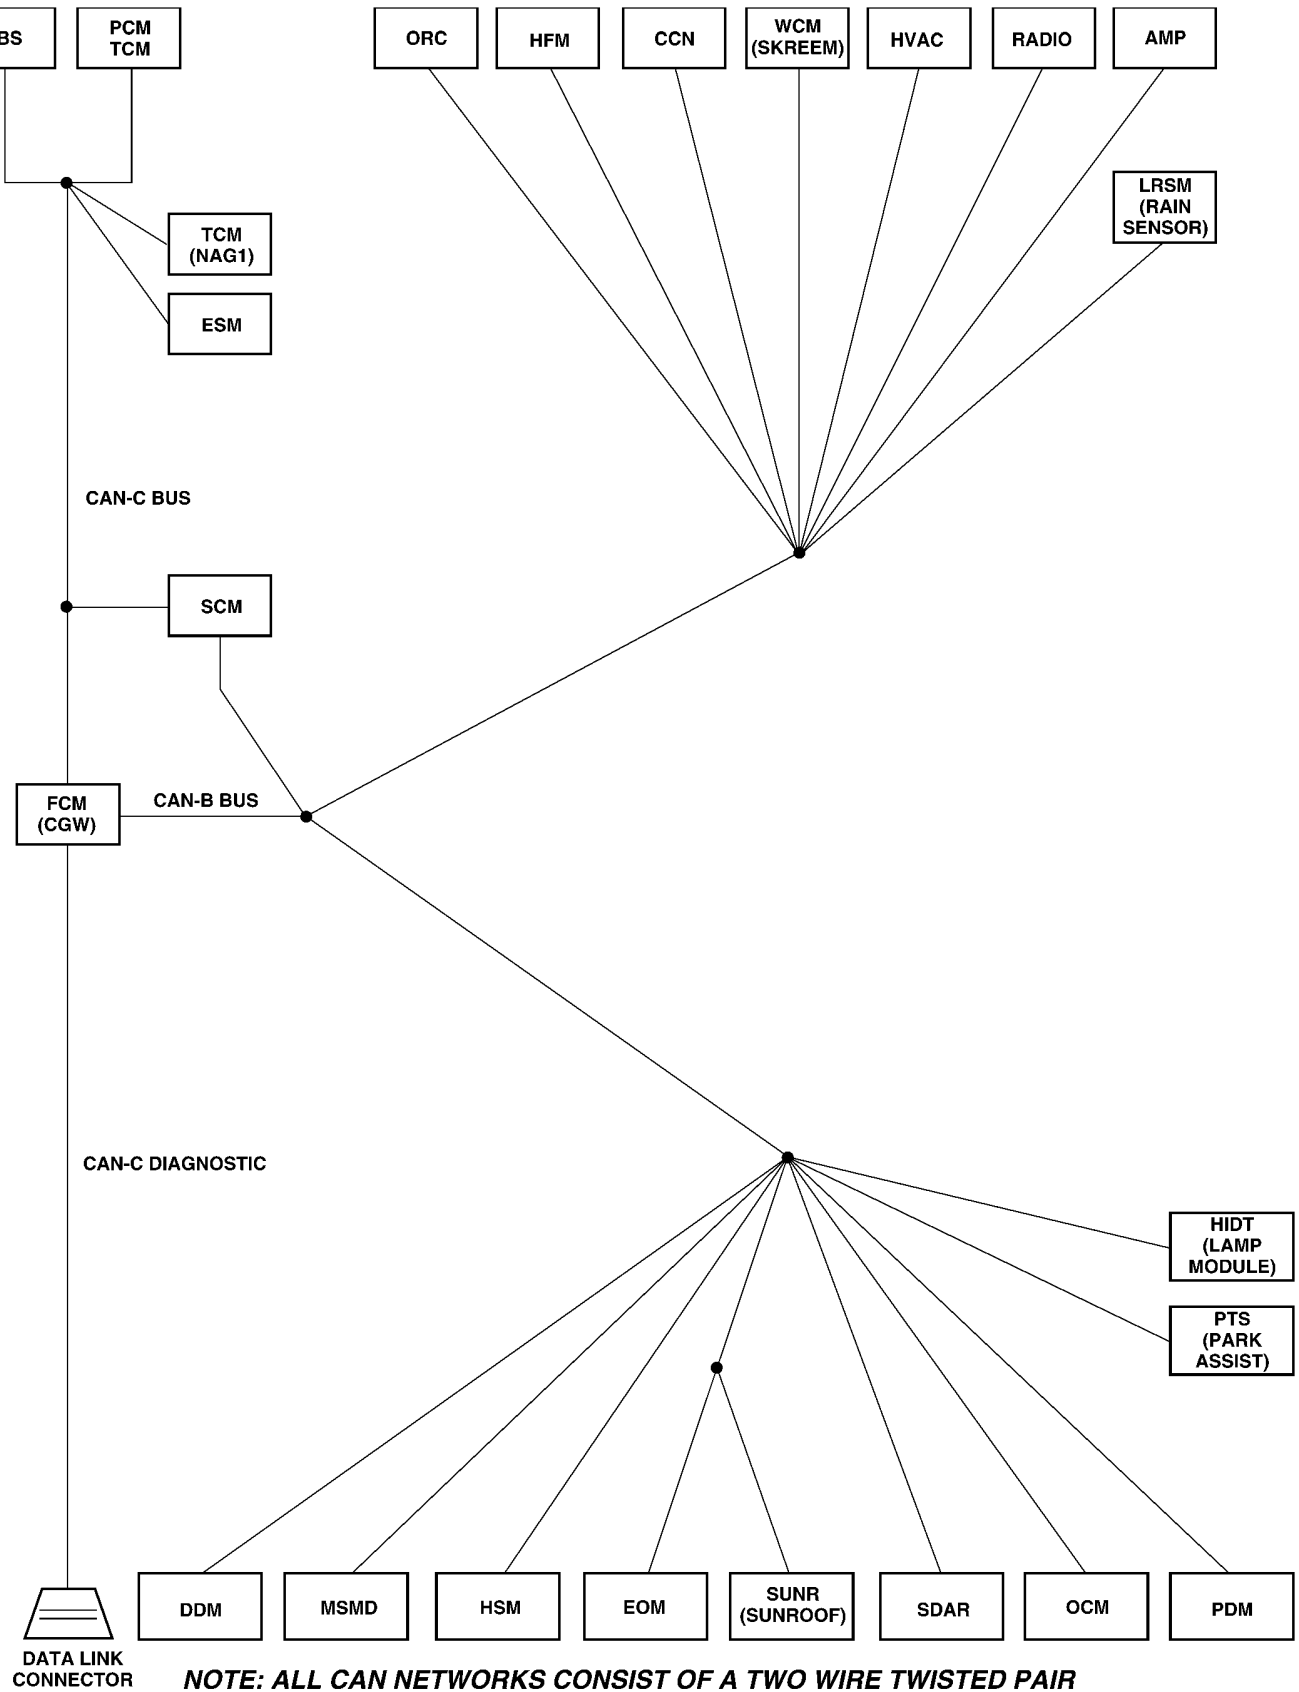 BS
PCM
TCM
ORC
HFM
CCN
WCM
(SKREEM)
HVAC
RADIO
AMP
LRSM
(RAIN
SENSOR)
TCM
(NAG1)
ESM
CAN-C BUS
SCM
FCM
(CGW)
CAN-B BUS
CAN-C DIAGNOSTIC
HIDT
(LAMP
MODULE)
PTS
(PARK
ASSIST)
DDM
MSMD
HSM
EOM
SUNR
(SUNROOF)
SDAR
OCM
PDM
DATA LINK
CONNECTOR
NOTE: ALL CAN NETWORKS CONSIST OF A TWO WIRE TWISTED PAIR